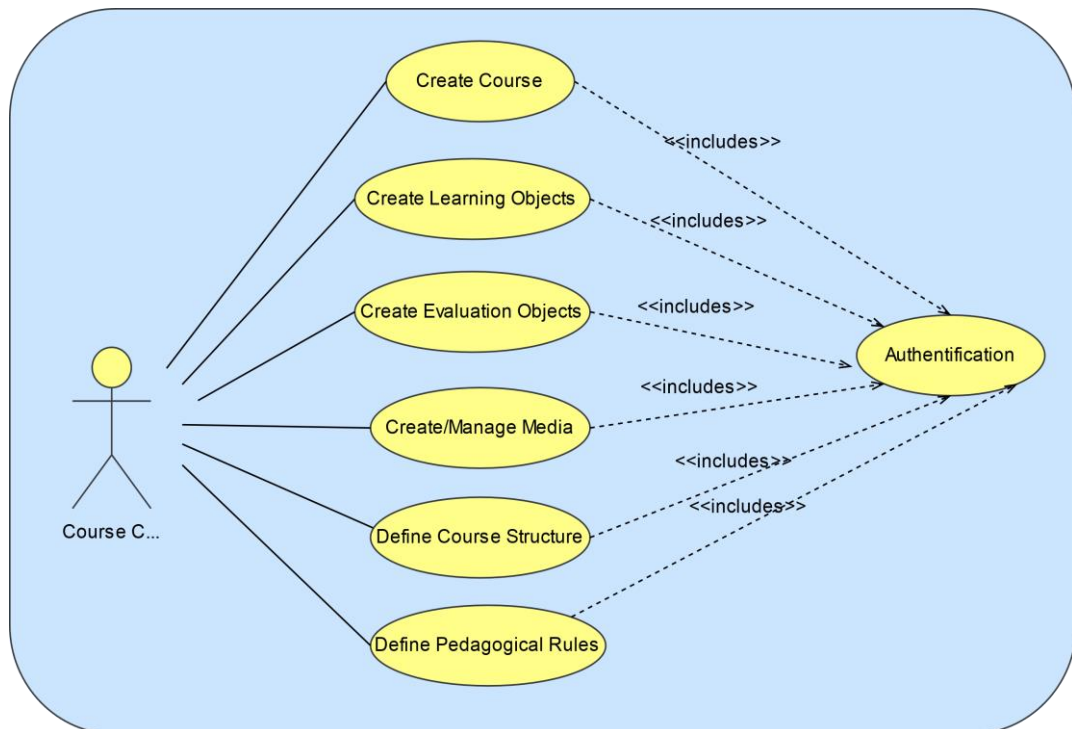 Create Course
<<includes>>
Create Learning Objects
<<includes>>
Create Evaluation Objects
<<includes>>
Authentification
<<includes>>
Create/Manage Media
<<includes>>
Define Course Structure
<<includes>>
Course C...
Define Pedagogical Rules